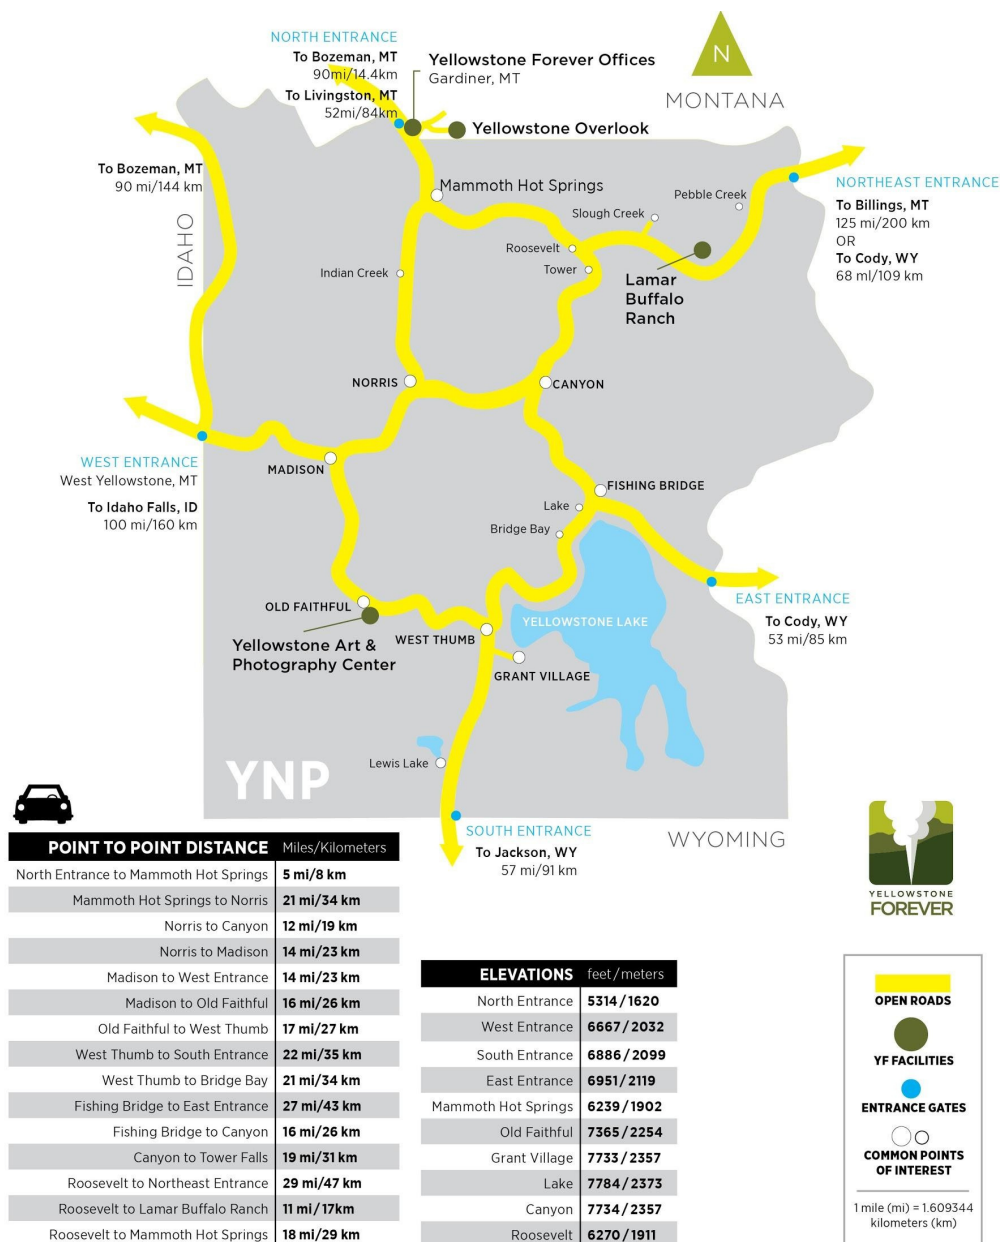 NORTH ENTRANCE
To Bozeman, MT
90mi/14.4km
To Livingston, MT
52mi/84km
Yellowstone Forever Offices
Gardiner, MT
N
MONTANA
Yellowstone Overlook
To Bozeman, MT
90 mi/144 km
IDAHO
Mammoth Hot Springs
Pebble Creek
Slough Creek
NORTHEAST ENTRANCE
To Billings, MT
125 mi/200 km
OR
To Cody, WY
68 ml/109 km
Roosevelt
Tower
Indian Creek
Lamar
Buffalo
Ranch
NORRIS
CANYON
WEST ENTRANCE
West Yellowstone, MT
To Idaho Falls, ID
100 mi/160 km
MADISON
FISHING BRIDGE
Lake
Bridge Bay
EAST ENTRANCE
To Cody, WY
53 mi/85 km
OLD FAITHFUL
Yellowstone Art &
Photography Center
WEST THUMB
YELLOWSTONE LAKE
GRANT VILLAGE
Lewis Lake
YNP
SOUTH ENTRANCE
To Jackson, WY
57 mi/91 km
WYOMING
POINT TO POINT DISTANCE Miles/Kilometers
North Entrance to Mammoth Hot Springs 5 mi/8 km
Mammoth Hot Springs to Norris 21 mi/34 km
Norris to Canyon 12 mi/19 km
Norris to Madison 14 mi/23 km
Madison to West Entrance 14 mi/23 km
Madison to Old Faithful 16 mi/26 km
Old Faithful to West Thumb 17 mi/27 km
West Thumb to South Entrance 22 mi/35 km
West Thumb to Bridge Bay 21 mi/34 km
Fishing Bridge to East Entrance 27 mi/43 km
Fishing Bridge to Canyon 16 mi/26 km
Canyon to Tower Falls 19 mi/31 km
Roosevelt to Northeast Entrance 29 mi/47 km
Roosevelt to Lamar Buffalo Ranch 11 mi/17km
Roosevelt to Mammoth Hot Springs 18 mi/29 km
ELEVATIONS feet/meters
North Entrance 5314/1620
West Entrance 6667/2032
South Entrance 6886/2099
East Entrance 6951/2119
Mammoth Hot Springs 6239/1902
Old Faithful 7365/2254
Grant Village 7733/2357
Lake 7784/2373
Canyon 7734/2357
Roosevelt 6270/1911
YELLOWSTONE
FOREVER
OPEN ROADS
YF FACILITIES
ENTRANCE GATES
COMMON POINTS
OF INTEREST
1 mile (mi) = 1.609344
kilometers (km)